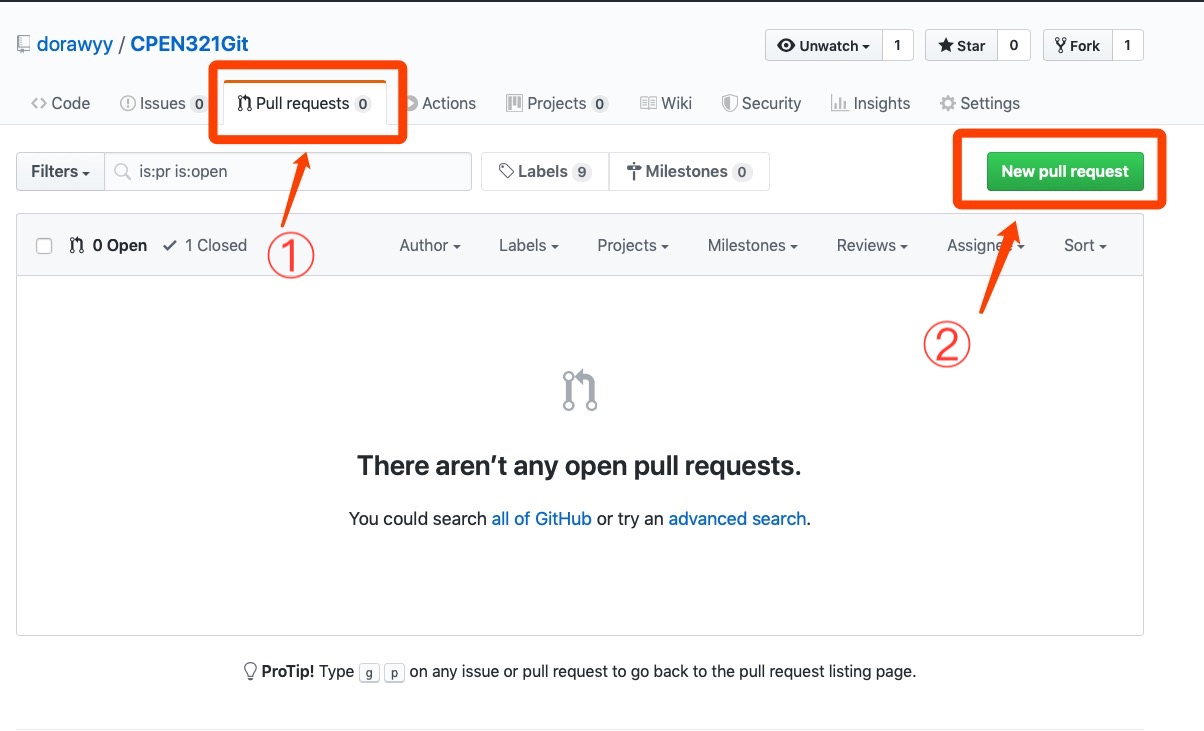 dorawyy / CPEN321Git
Unwatch 1 Star 0 Fork 1
Code Issues 0 Pull requests 0 Actions Projects 0 Wiki Security Insights Settings
Filters is:pr is:open Labels 9 Milestones 0 New pull request
0 Open 1 Closed Author Labels Projects Milestones Reviews Assignee Sort
①
②
There aren’t any open pull requests.
You could search all of GitHub or try an advanced search.
ProTip! Type g p on any issue or pull request to go back to the pull request listing page.